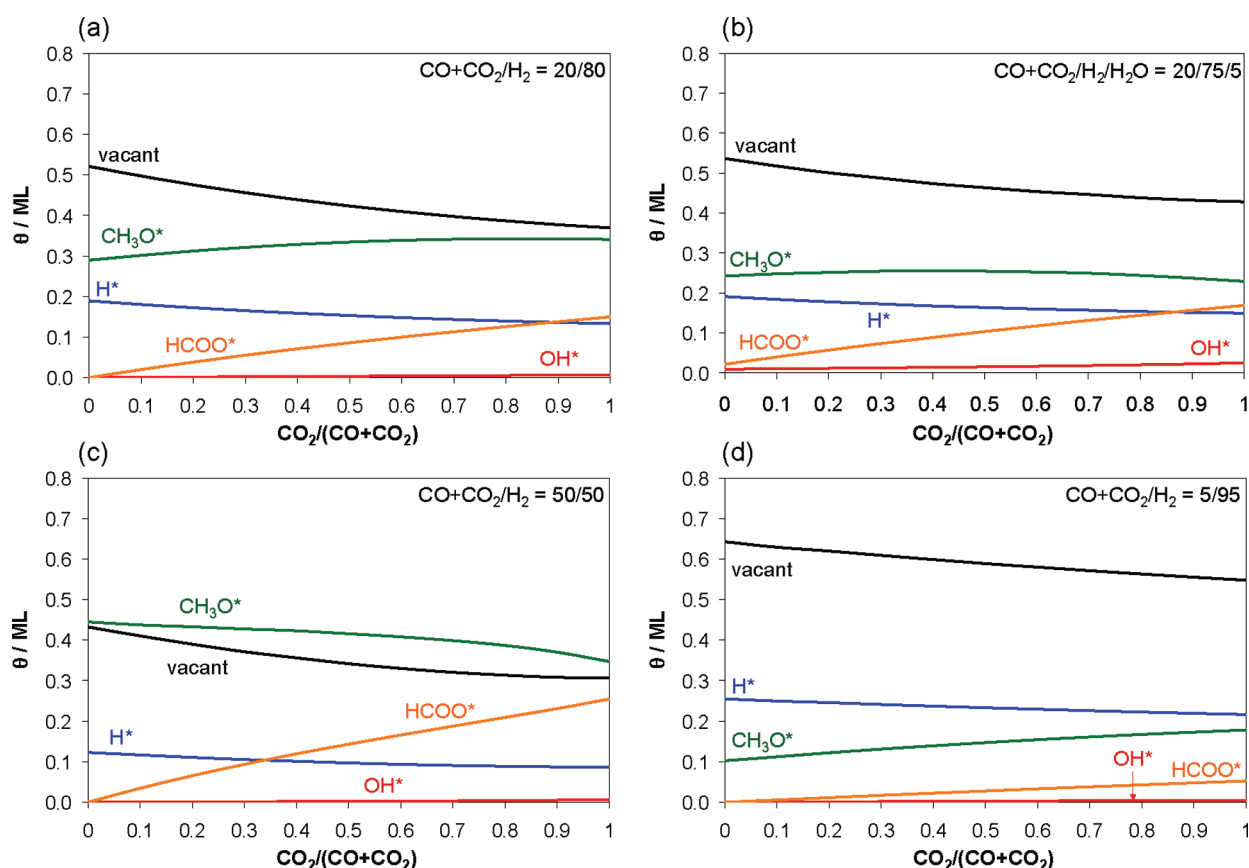 (a)
CO+CO₂/H₂ = 20/80
vacant
CH₃O*
H*
HCOO*
OH*
0.8
0.7
0.6
0.5
0.4
0.3
0.2
0.1
0.0
θ / ML
0 0.1 0.2 0.3 0.4 0.5 0.6 0.7 0.8 0.9 1
CO₂/(CO+CO₂)
(b)
CO+CO₂/H₂/H₂O = 20/75/5
vacant
CH₃O*
H*
HCOO*
OH*
0.8
0.7
0.6
0.5
0.4
0.3
0.2
0.1
0.0
θ / ML
0 0.1 0.2 0.3 0.4 0.5 0.6 0.7 0.8 0.9 1
CO₂/(CO+CO₂)
(c)
CO+CO₂/H₂ = 50/50
CH₃O*
vacant
HCOO*
H*
OH*
0.8
0.7
0.6
0.5
0.4
0.3
0.2
0.1
0.0
θ / ML
0 0.1 0.2 0.3 0.4 0.5 0.6 0.7 0.8 0.9 1
CO₂/(CO+CO₂)
(d)
CO+CO₂/H₂ = 5/95
vacant
H*
CH₃O*
OH*
HCOO*
0.8
0.7
0.6
0.5
0.4
0.3
0.2
0.1
0.0
θ / ML
0 0.1 0.2 0.3 0.4 0.5 0.6 0.7 0.8 0.9 1
CO₂/(CO+CO₂)